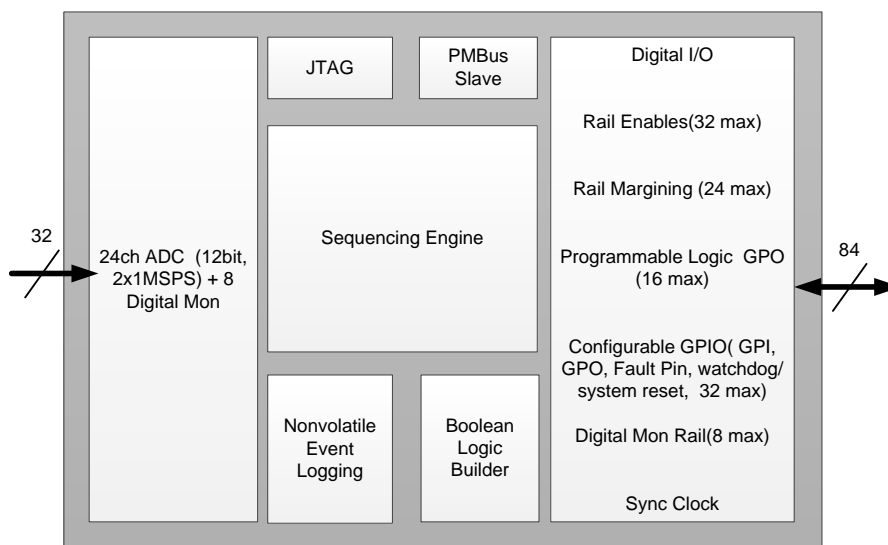 32
24ch ADC  (12bit,
2x1MSPS) + 8
Digital Mon
JTAG
PMBus
Slave
Sequencing Engine
Nonvolatile
Event
Logging
Boolean
Logic
Builder
Digital I/O
Rail Enables(32 max)
Rail Margining (24 max)
Programmable Logic  GPO
(16 max)
Configurable GPIO( GPI,
GPO, Fault Pin, watchdog/
system reset,  32 max)
Digital Mon Rail(8 max)
Sync Clock
84